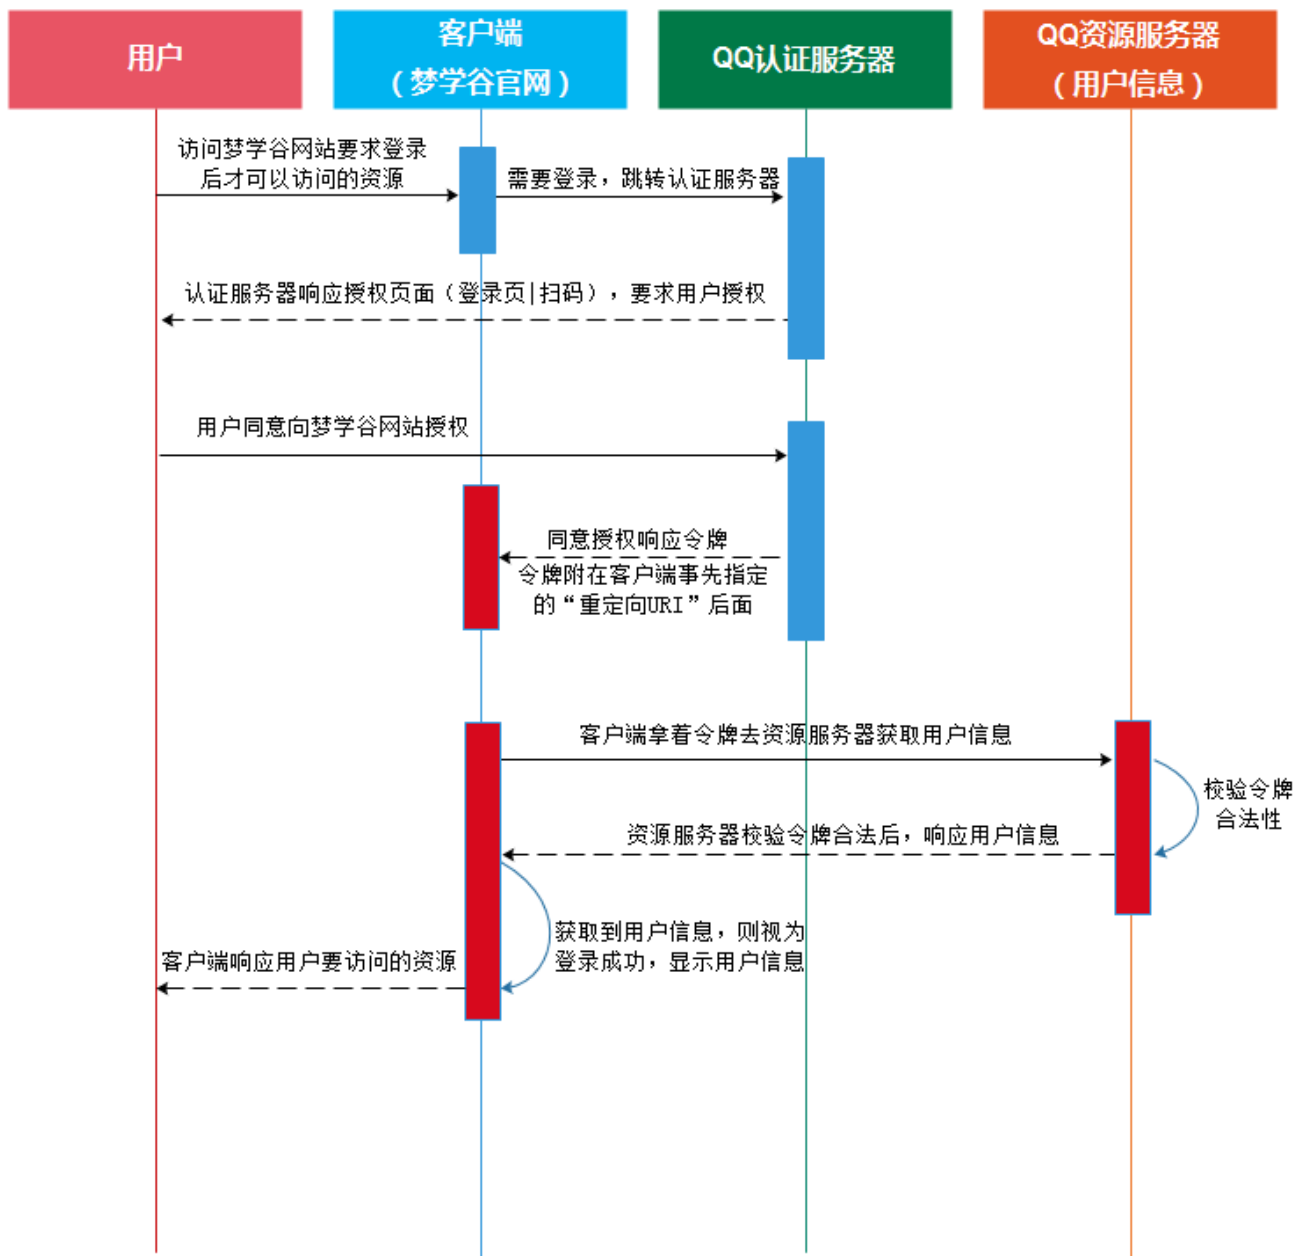 用户
客户端
（梦学谷官网）
QQ认证服务器
QQ资源服务器
（用户信息）
访问梦学谷网站要求登录
后才可以访问的资源
需要登录，跳转认证服务器
认证服务器响应授权页面（登录页|扫码），要求用户授权
用户同意向梦学谷网站授权
同意授权响应令牌
令牌附在客户端事先指定
的“重定向URI”后面
客户端拿着令牌去资源服务器获取用户信息
校验令牌
合法性
资源服务器校验令牌合法后，响应用户信息
获取到用户信息，则视为
登录成功，显示用户信息
客户端响应用户要访问的资源